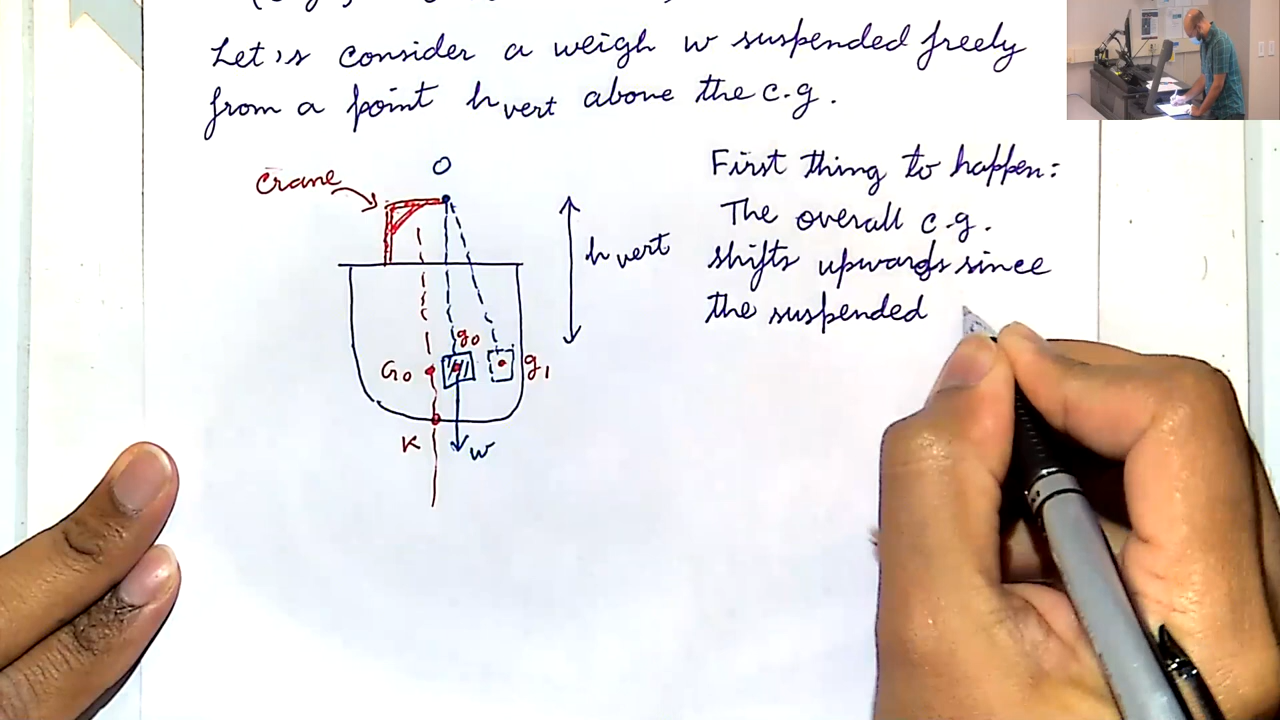 Let's consider a weigh w suspended freely
from a point hvert above the c.g.
Crane
O
First thing to happen:
The overall c.g.
shifts upwards since
the suspended
hvert
g0
G0
g1
K
w